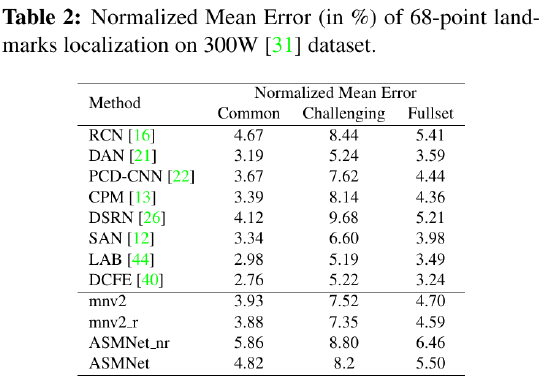 Table 2: Normalized Mean Error (in %) of 68-point land-
marks localization on 300W [31] dataset.
Method Normalized Mean Error
Common Challenging Fullset
RCN [16] 4.67 8.44 5.41
DAN [21] 3.19 5.24 3.59
PCD-CNN [22] 3.67 7.62 4.44
CPM [13] 3.39 8.14 4.36
DSRN [26] 4.12 9.68 5.21
SAN [12] 3.34 6.60 3.98
LAB [44] 2.98 5.19 3.49
DCFE [40] 2.76 5.22 3.24
mnv2 3.93 7.52 4.70
mnv2_r 3.88 7.35 4.59
ASMNet_nr 5.86 8.80 6.46
ASMNet 4.82 8.2 5.50